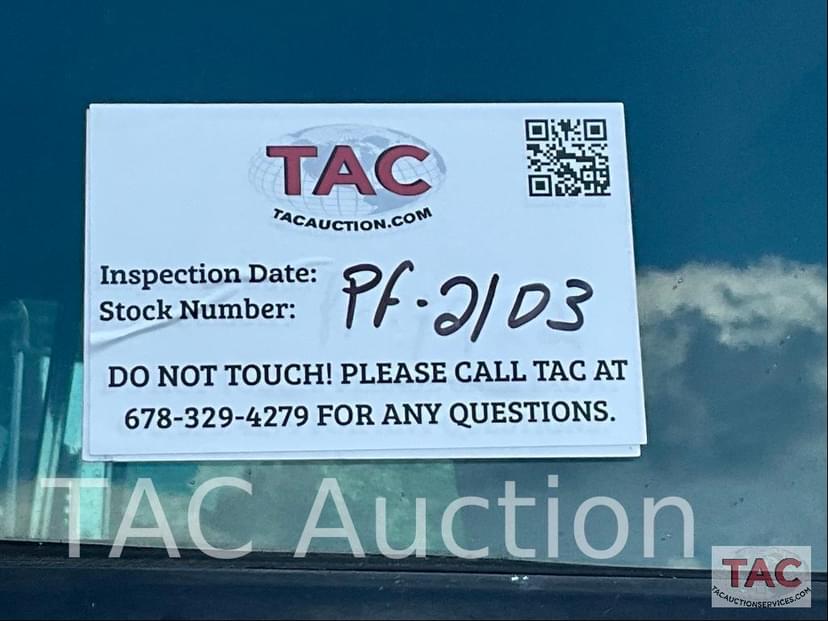 TAC
TACAUCTION.COM
Inspection Date:
Stock Number:
Pf-2103
DO NOT TOUCH! PLEASE CALL TAC AT
678-329-4279 FOR ANY QUESTIONS.
TAC Auction
TAC
TACAUCTIONSERVICES.COM